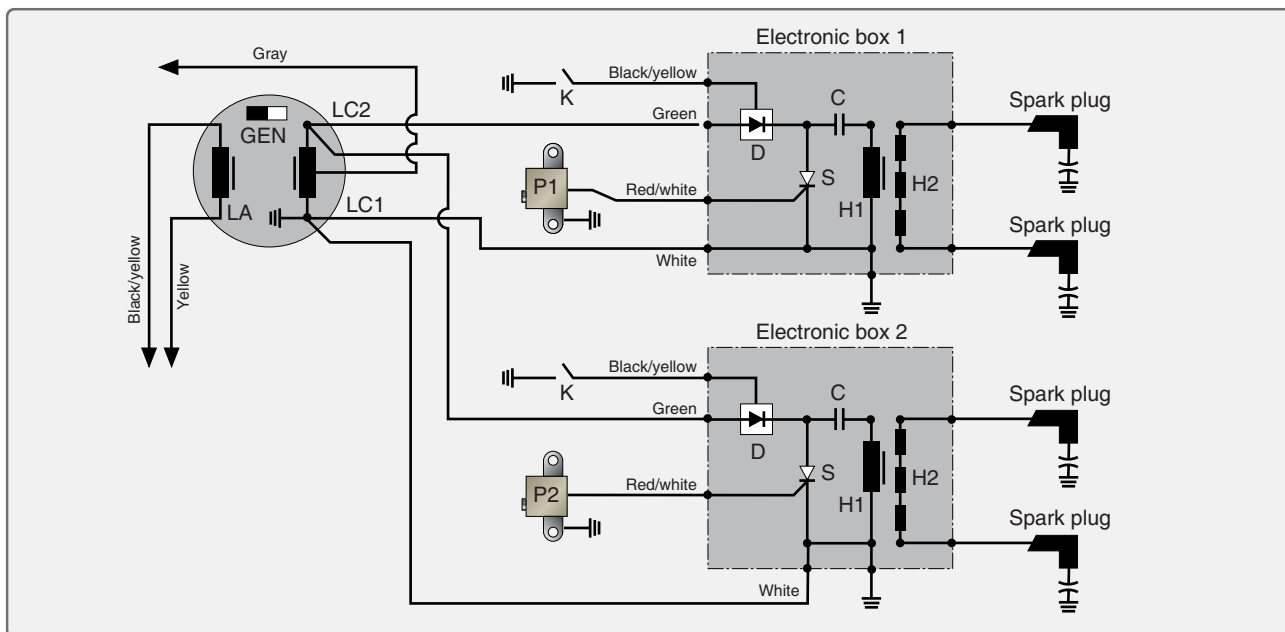 Electronic box 1
Gray
Black/yellow
K
LC2
GEN
Green
C
Spark plug
D
P1
Red/white
S
H1
H2
LA
LC1
White
Spark plug
Black/yellow
Yellow
Electronic box 2
Black/yellow
K
Green
C
Spark plug
D
P2
Red/white
S
H1
H2
Spark plug
White